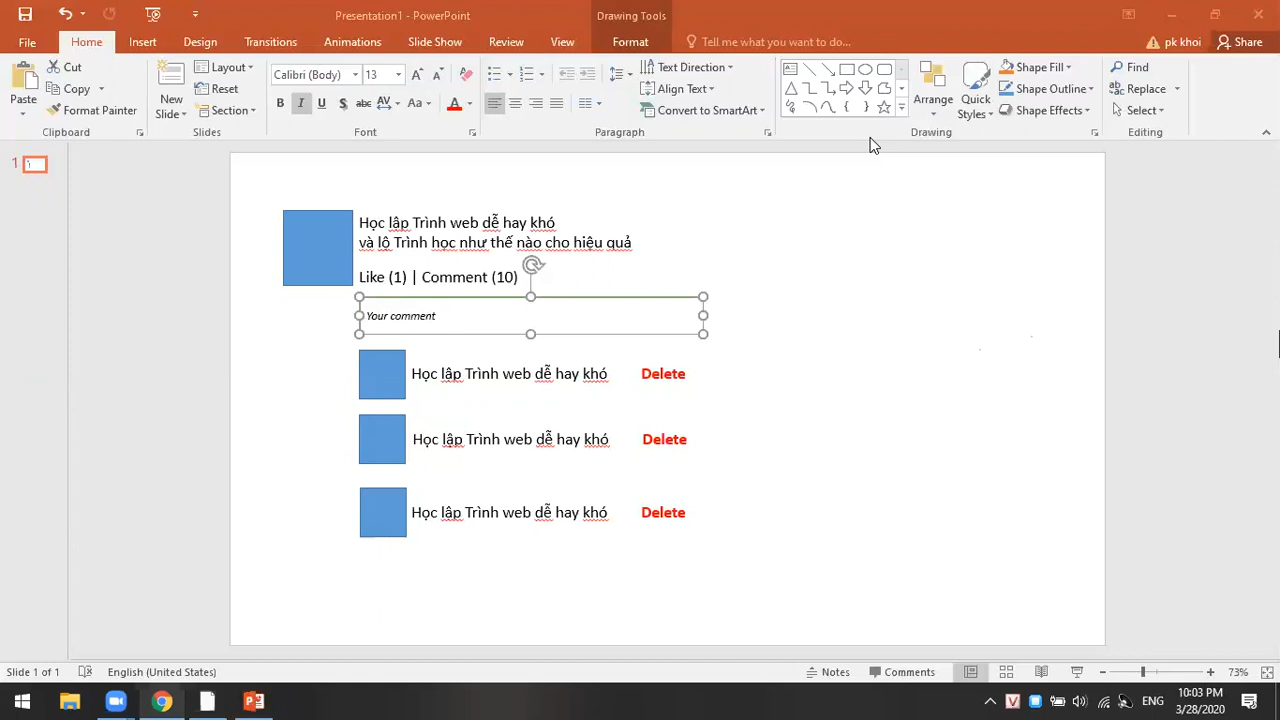 Presentation1 - PowerPoint
Drawing Tools
File
Home
Insert
Design
Transitions
Animations
Slide Show
Review
View
Format
Tell me what you want to do...
pk khoi
Share
Paste
Cut
Copy
Format Painter
Clipboard
New
Slide
Layout
Reset
Section
Slides
Calibri (Body)
13
B I U S abc AV Aa A
Font
Text Direction
Align Text
Convert to SmartArt
Paragraph
Arrange
Quick
Styles
Shape Fill
Shape Outline
Shape Effects
Drawing
Find
Replace
Select
Editing
1
Học lập Trình web dễ hay khó
và lộ Trình học như thế nào cho hiệu quả
Like (1) | Comment (10)
Your comment
Học lập Trình web dễ hay khó Delete
Học lập Trình web dễ hay khó Delete
Học lập Trình web dễ hay khó Delete
Slide 1 of 1
English (United States)
Notes
Comments
73%
ENG
10:03 PM
3/28/2020